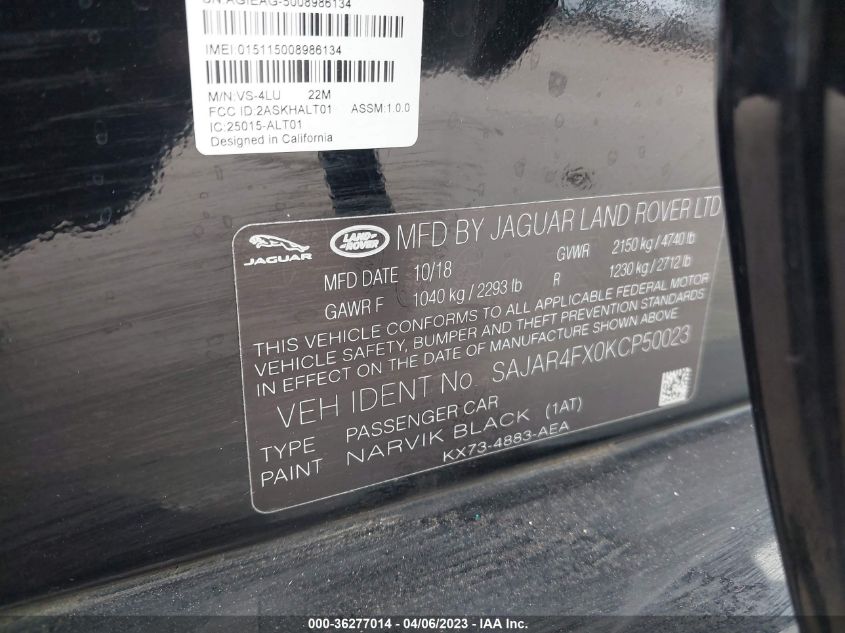 SN AGIEAG-5008986134
IMEI:015115008986134
M/N:VS-4LU 22M
FCC ID:2ASKHALT01 ASSM:1.0.0
IC:25015-ALT01
Designed in California
JAGUAR LAND-ROVER MFD BY JAGUAR LAND ROVER LTD
MFD DATE 10/18 GVWR 2150 kg / 4740 lb
GAWR F 1040 kg / 2293 lb R 1230 kg / 2712 lb
THIS VEHICLE CONFORMS TO ALL APPLICABLE FEDERAL MOTOR
VEHICLE SAFETY, BUMPER AND THEFT PREVENTION STANDARDS
IN EFFECT ON THE DATE OF MANUFACTURE SHOWN ABOVE
VEH IDENT No. SAJAR4FX0KCP50023
TYPE PASSENGER CAR
PAINT NARVIK BLACK (1AT)
KX73-4883-AEA
000-36277014 - 04/06/2023 - © IAA, Inc.